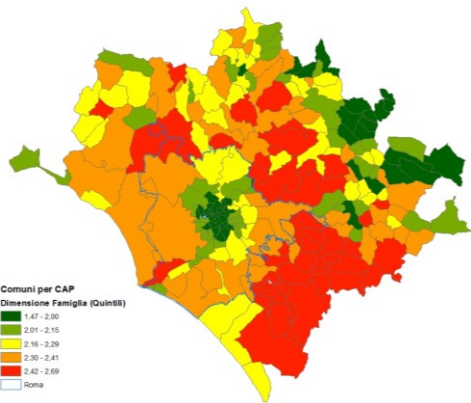 Comuni per CAP
Dimensione Famiglia (Quintili)
1,47 - 2,00
2,01 - 2,15
2,16 - 2,29
2,30 - 2,41
2,42 - 2,69
Roma